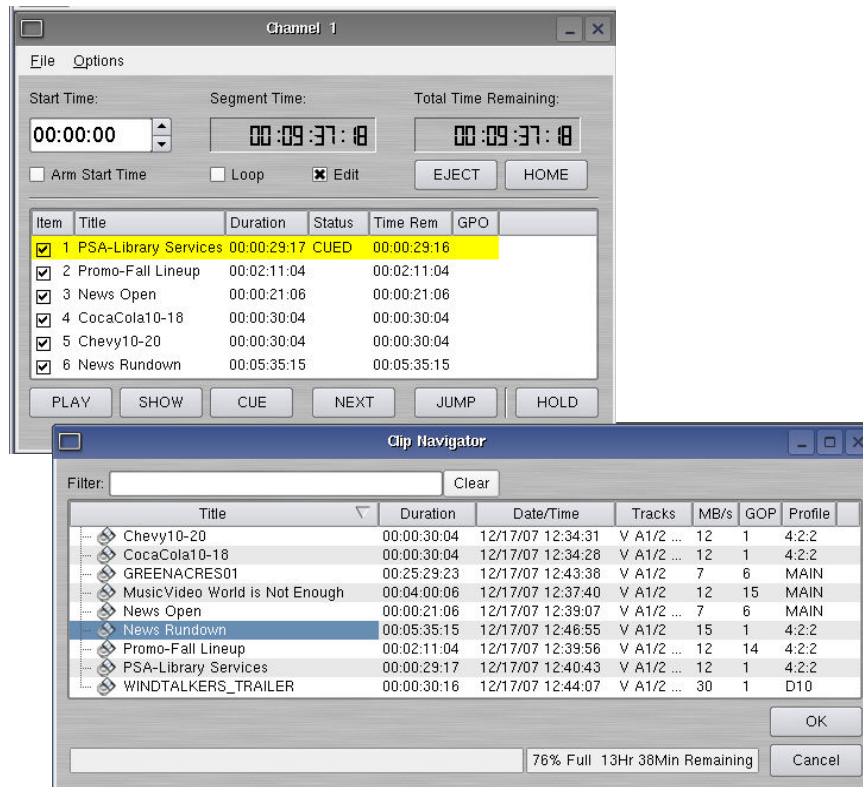 Channel 1
File Options
Start Time: Segment Time: Total Time Remaining:
00:00:00 00:09:37:18 00:09:37:18
Arm Start Time Loop Edit EJECT HOME
Item Title Duration Status Time Rem GPO
1 PSA-Library Services 00:00:29:17 CUED 00:00:29:16
2 Promo-Fall Lineup 00:02:11:04 00:02:11:04
3 News Open 00:00:21:06 00:00:21:06
4 CocaCola10-18 00:00:30:04 00:00:30:04
5 Chevy10-20 00:00:30:04 00:00:30:04
6 News Rundown 00:05:35:15 00:05:35:15
PLAY SHOW CUE NEXT JUMP HOLD
Clip Navigator
Filter: Clear
Title Duration Date/Time Tracks MB/s GOP Profile
Chevy10-20 00:00:30:04 12/17/07 12:34:31 V A1/2 ... 12 1 4:2:2
CocaCola10-18 00:00:30:04 12/17/07 12:34:28 V A1/2 ... 12 1 4:2:2
GREENACRES01 00:25:29:23 12/17/07 12:43:38 V A1/2 7 6 MAIN
MusicVideo World is Not Enough 00:04:00:06 12/17/07 12:37:40 V A1/2 ... 12 15 MAIN
News Open 00:00:21:06 12/17/07 12:39:07 V A1/2 ... 7 6 MAIN
News Rundown 00:05:35:15 12/17/07 12:46:55 V A1/2 15 1 4:2:2
Promo-Fall Lineup 00:02:11:04 12/17/07 12:39:56 V A1/2 ... 12 14 4:2:2
PSA-Library Services 00:00:29:17 12/17/07 12:40:43 V A1/2 ... 12 1 4:2:2
WINDTALKERS_TRAILER 00:00:30:16 12/17/07 12:44:07 V A1/2 ... 30 1 D10
OK
76% Full 13Hr 38Min Remaining Cancel